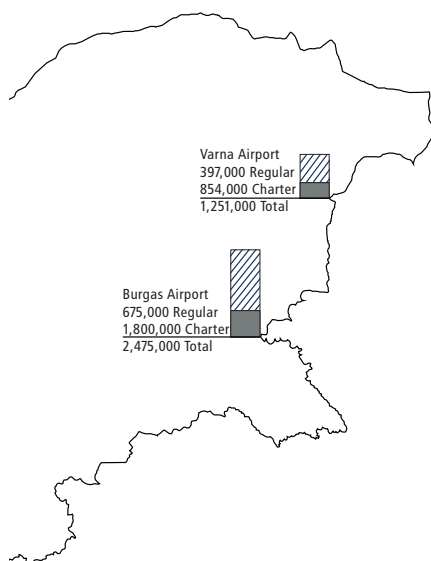 Varna Airport
397,000 Regular
854,000 Charter
1,251,000 Total
Burgas Airport
675,000 Regular
1,800,000 Charter
2,475,000 Total